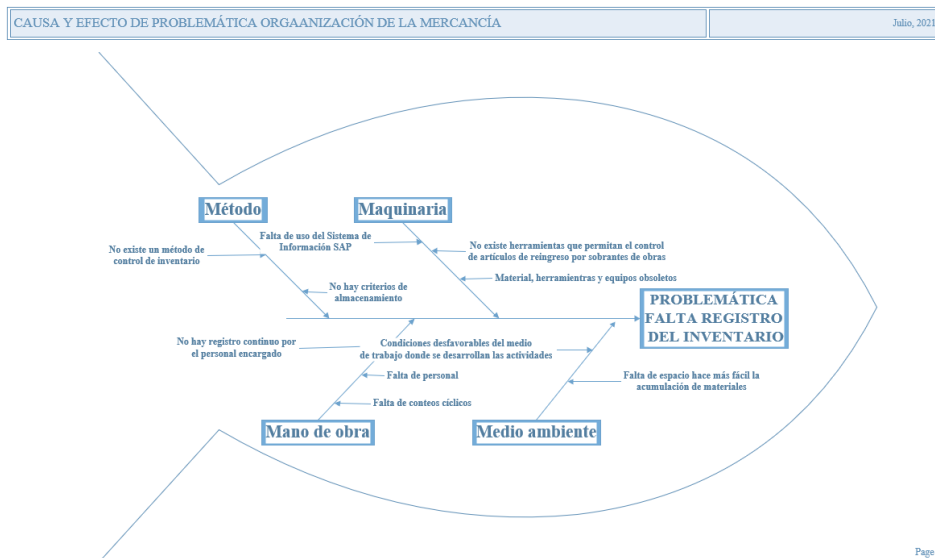 CAUSA Y EFECTO DE PROBLEMÁTICA ORGAANIZACIÓN DE LA MERCANCÍA
Julio, 2021
Método
Maquinaria
No existe un método de
control de inventario
Falta de uso del Sistema de
Información SAP
No existe herramientas que permitan el control
de artículos de reingreso por sobrantes de obras
Material, herramientras y equipos obsoletos
No hay criterios de
almacenamiento
PROBLEMÁTICA
FALTA REGISTRO
DEL INVENTARIO
No hay registro continuo por
el personal encargado
Condiciones desfavorables del medio
de trabajo donde se desarrollan las actividades
Falta de personal
Falta de espacio hace más fácil la
acumulación de materiales
Falta de conteos cíclicos
Mano de obra
Medio ambiente
Page